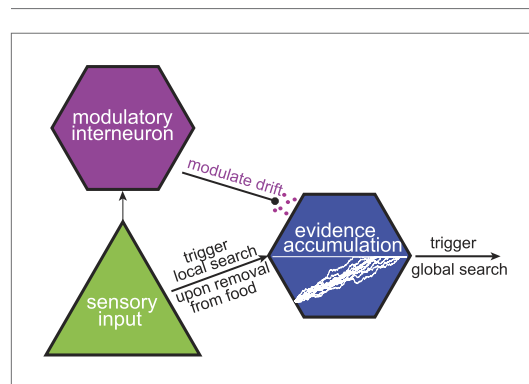 modulatory
interneuron
modulate drift
evidence
accumulation
trigger
local search
upon removal
from food
trigger
global search
sensory
input